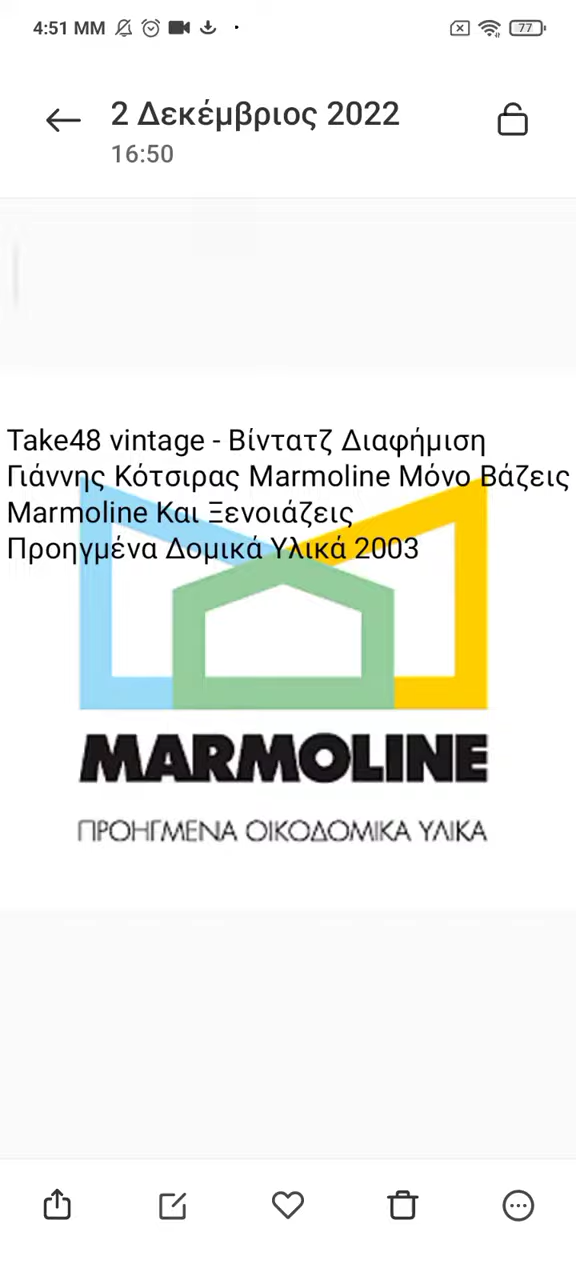 4:51 ΜΜ
77
2 Δεκέμβριος 2022
16:50
Take48 vintage - Βίντατζ Διαφήμιση
Γιάννης Κότσιρας Marmoline Μόνο Βάζεις
Marmoline Και Ξενοιάζεις
Προηγμένα Δομικά Υλικά 2003
MARMOLINE
ΠΡΟΗΓΜΕΝΑ ΟΙΚΟΔΟΜΙΚΑ ΥΛΙΚΑ